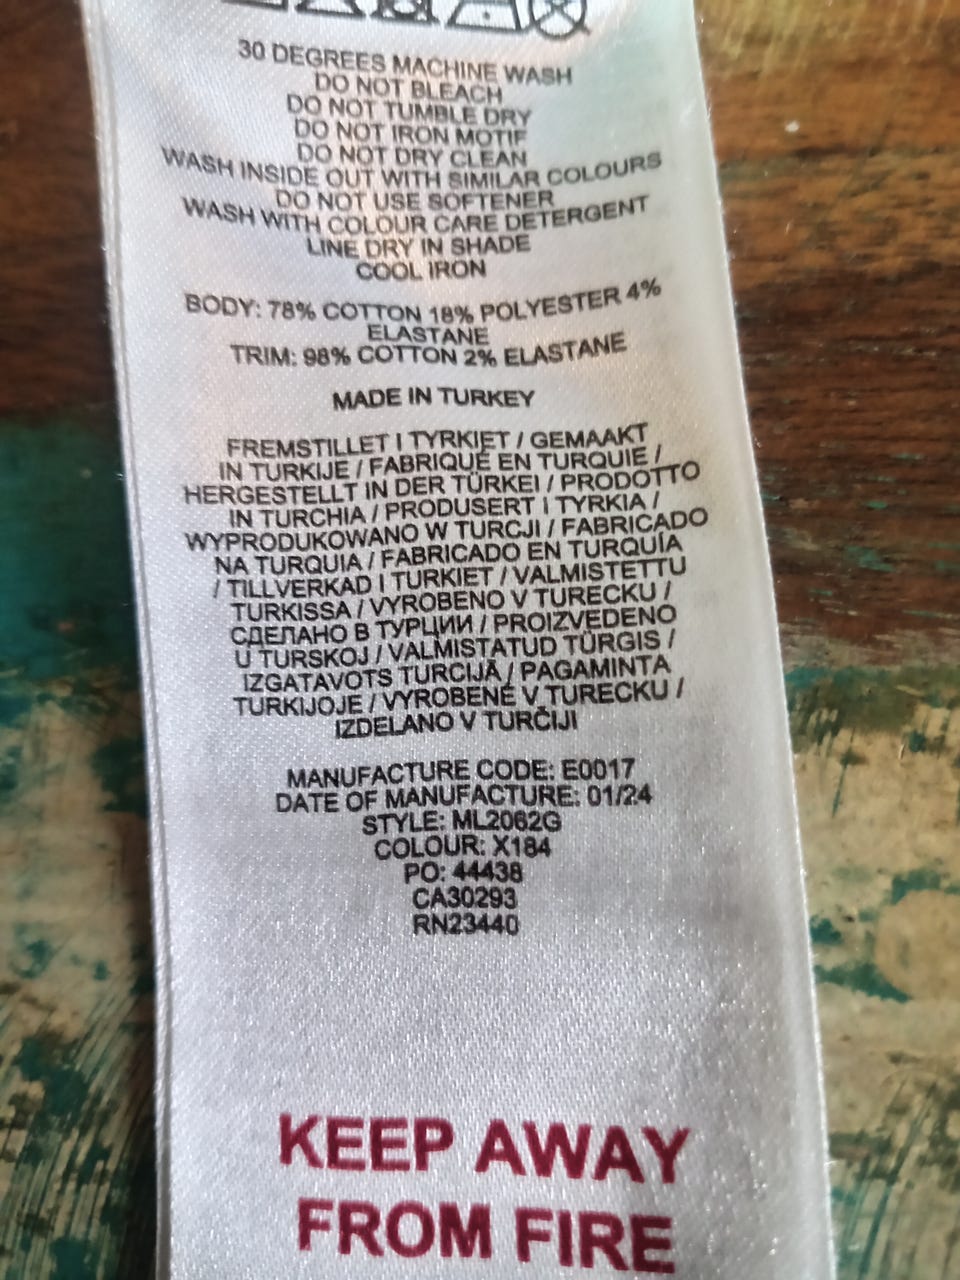 30 DEGREES MACHINE WASH
DO NOT BLEACH
DO NOT TUMBLE DRY
DO NOT IRON MOTIF
DO NOT DRY CLEAN
WASH INSIDE OUT WITH SIMILAR COLOURS
DO NOT USE SOFTENER
WASH WITH COLOUR CARE DETERGENT
LINE DRY IN SHADE
COOL IRON
BODY: 78% COTTON 18% POLYESTER 4%
ELASTANE
TRIM: 98% COTTON 2% ELASTANE
MADE IN TURKEY
FREMSTILLET I TYRKIET / GEMAAKT
IN TURKIJE / FABRIQUÉ EN TURQUIE /
HERGESTELLT IN DER TÜRKEI / PRODOTTO
IN TURCHIA / PRODUSERT I TYRKIA /
WYPRODUKOWANO W TURCJI / FABRICADO
NA TURQUIA / FABRICADO EN TURQUÍA
/ TILLVERKAD I TURKIET / VALMISTETTU
TURKISSA / VYROBENO V TURECKU /
СДЕЛАНО В ТУРЦИИ / PROIZVEDENO
U TURSKOJ / VALMISTATUD TÜRGIS /
IZGATAVOTS TURCIJĀ / PAGAMINTA
TURKIJOJE / VYROBENÉ V TURECKU /
IZDELANO V TURČIJI
MANUFACTURE CODE: E0017
DATE OF MANUFACTURE: 01/24
STYLE: ML2062G
COLOUR: X184
PO: 44438
CA30293
RN23440
KEEP AWAY
FROM FIRE